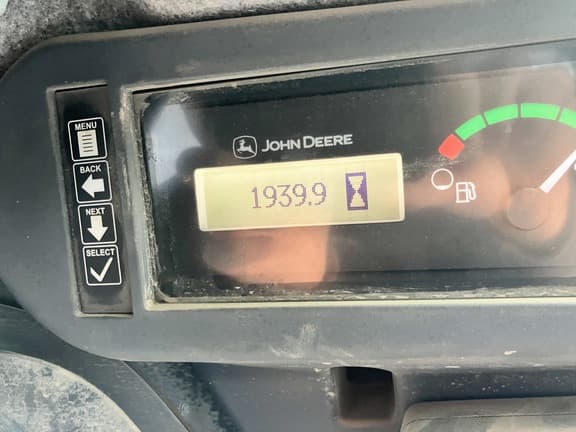 MENU
BACK
NEXT
SELECT
JOHN DEERE
1939.9